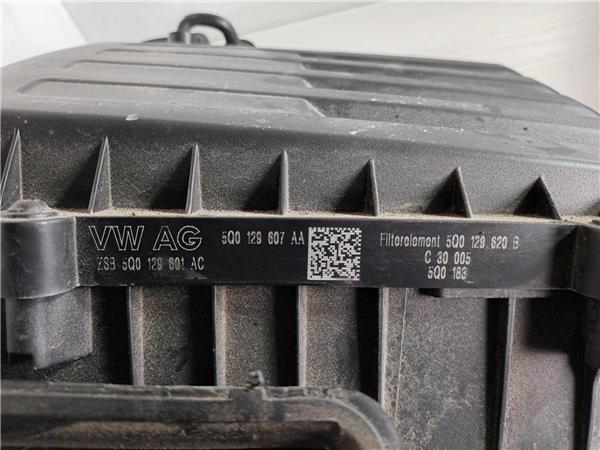 VW AG
5Q0 129 607 AA
ZSB 5Q0 129 601 AC
Filterelement 5Q0 129 620 B
C 30 005
5Q0 183